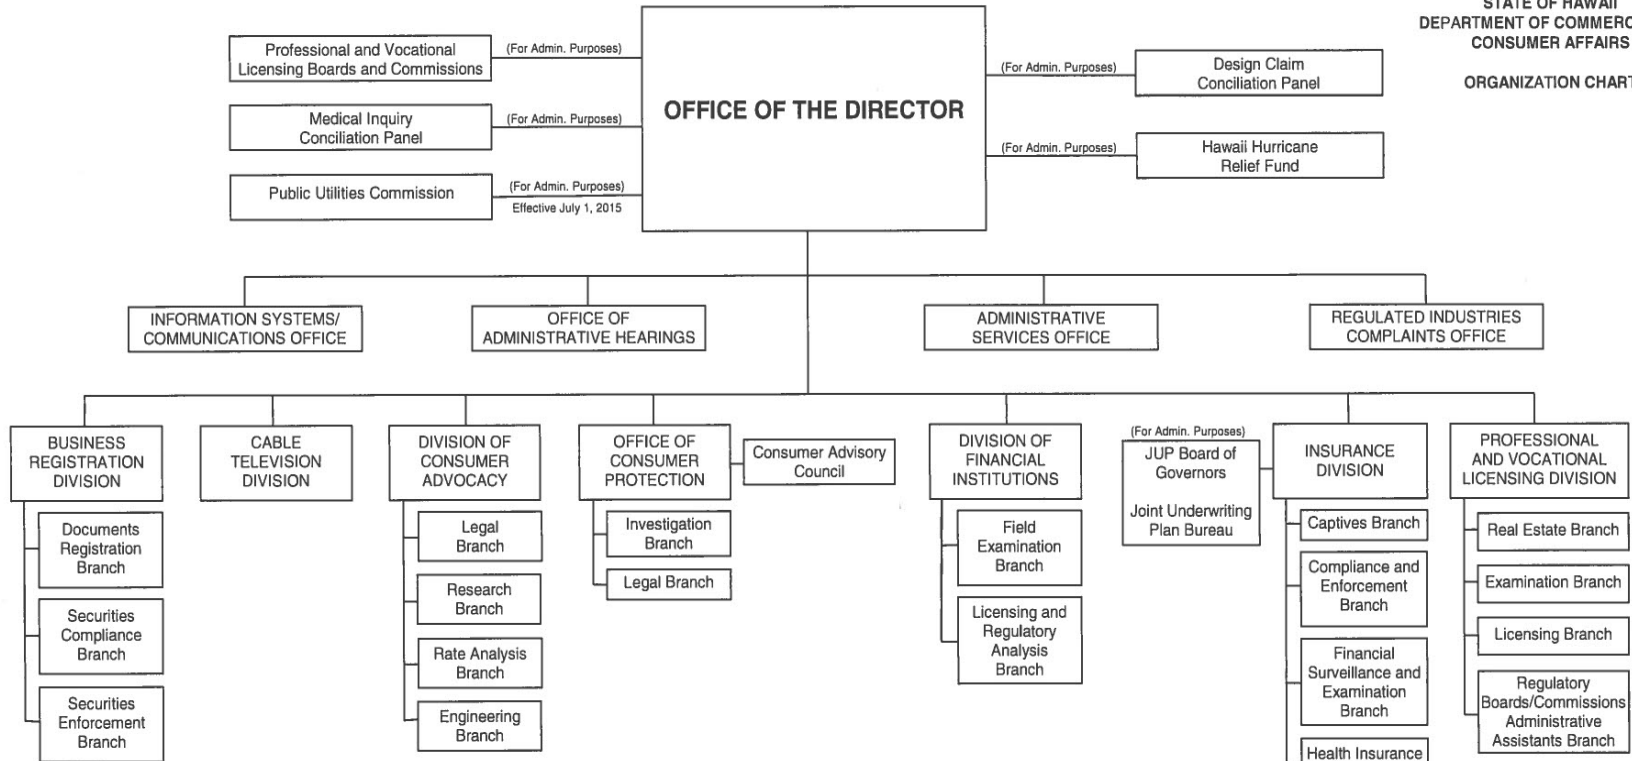 STATE OF HAWAII
DEPARTMENT OF COMMERC
CONSUMER AFFAIRS
ORGANIZATION CHART
OFFICE OF THE DIRECTOR
Professional and Vocational
Licensing Boards and Commissions
(For Admin. Purposes)
Medical Inquiry
Conciliation Panel
(For Admin. Purposes)
Public Utilities Commission
(For Admin. Purposes)
Effective July 1, 2015
(For Admin. Purposes)
Design Claim
Conciliation Panel
(For Admin. Purposes)
Hawaii Hurricane
Relief Fund
INFORMATION SYSTEMS/
COMMUNICATIONS OFFICE
OFFICE OF
ADMINISTRATIVE HEARINGS
ADMINISTRATIVE
SERVICES OFFICE
REGULATED INDUSTRIES
COMPLAINTS OFFICE
BUSINESS
REGISTRATION
DIVISION
Documents
Registration
Branch
Securities
Compliance
Branch
Securities
Enforcement
Branch
CABLE
TELEVISION
DIVISION
DIVISION OF
CONSUMER
ADVOCACY
Legal
Branch
Research
Branch
Rate Analysis
Branch
Engineering
Branch
OFFICE OF
CONSUMER
PROTECTION
Consumer Advisory
Council
Investigation
Branch
Legal Branch
DIVISION OF
FINANCIAL
INSTITUTIONS
Field
Examination
Branch
Licensing and
Regulatory
Analysis
Branch
(For Admin. Purposes)
JUP Board of
Governors
Joint Underwriting
Plan Bureau
INSURANCE
DIVISION
Captives Branch
Compliance and
Enforcement
Branch
Financial
Surveillance and
Examination
Branch
Health Insurance
PROFESSIONAL
AND VOCATIONAL
LICENSING DIVISION
Real Estate Branch
Examination Branch
Licensing Branch
Regulatory
Boards/Commissions
Administrative
Assistants Branch